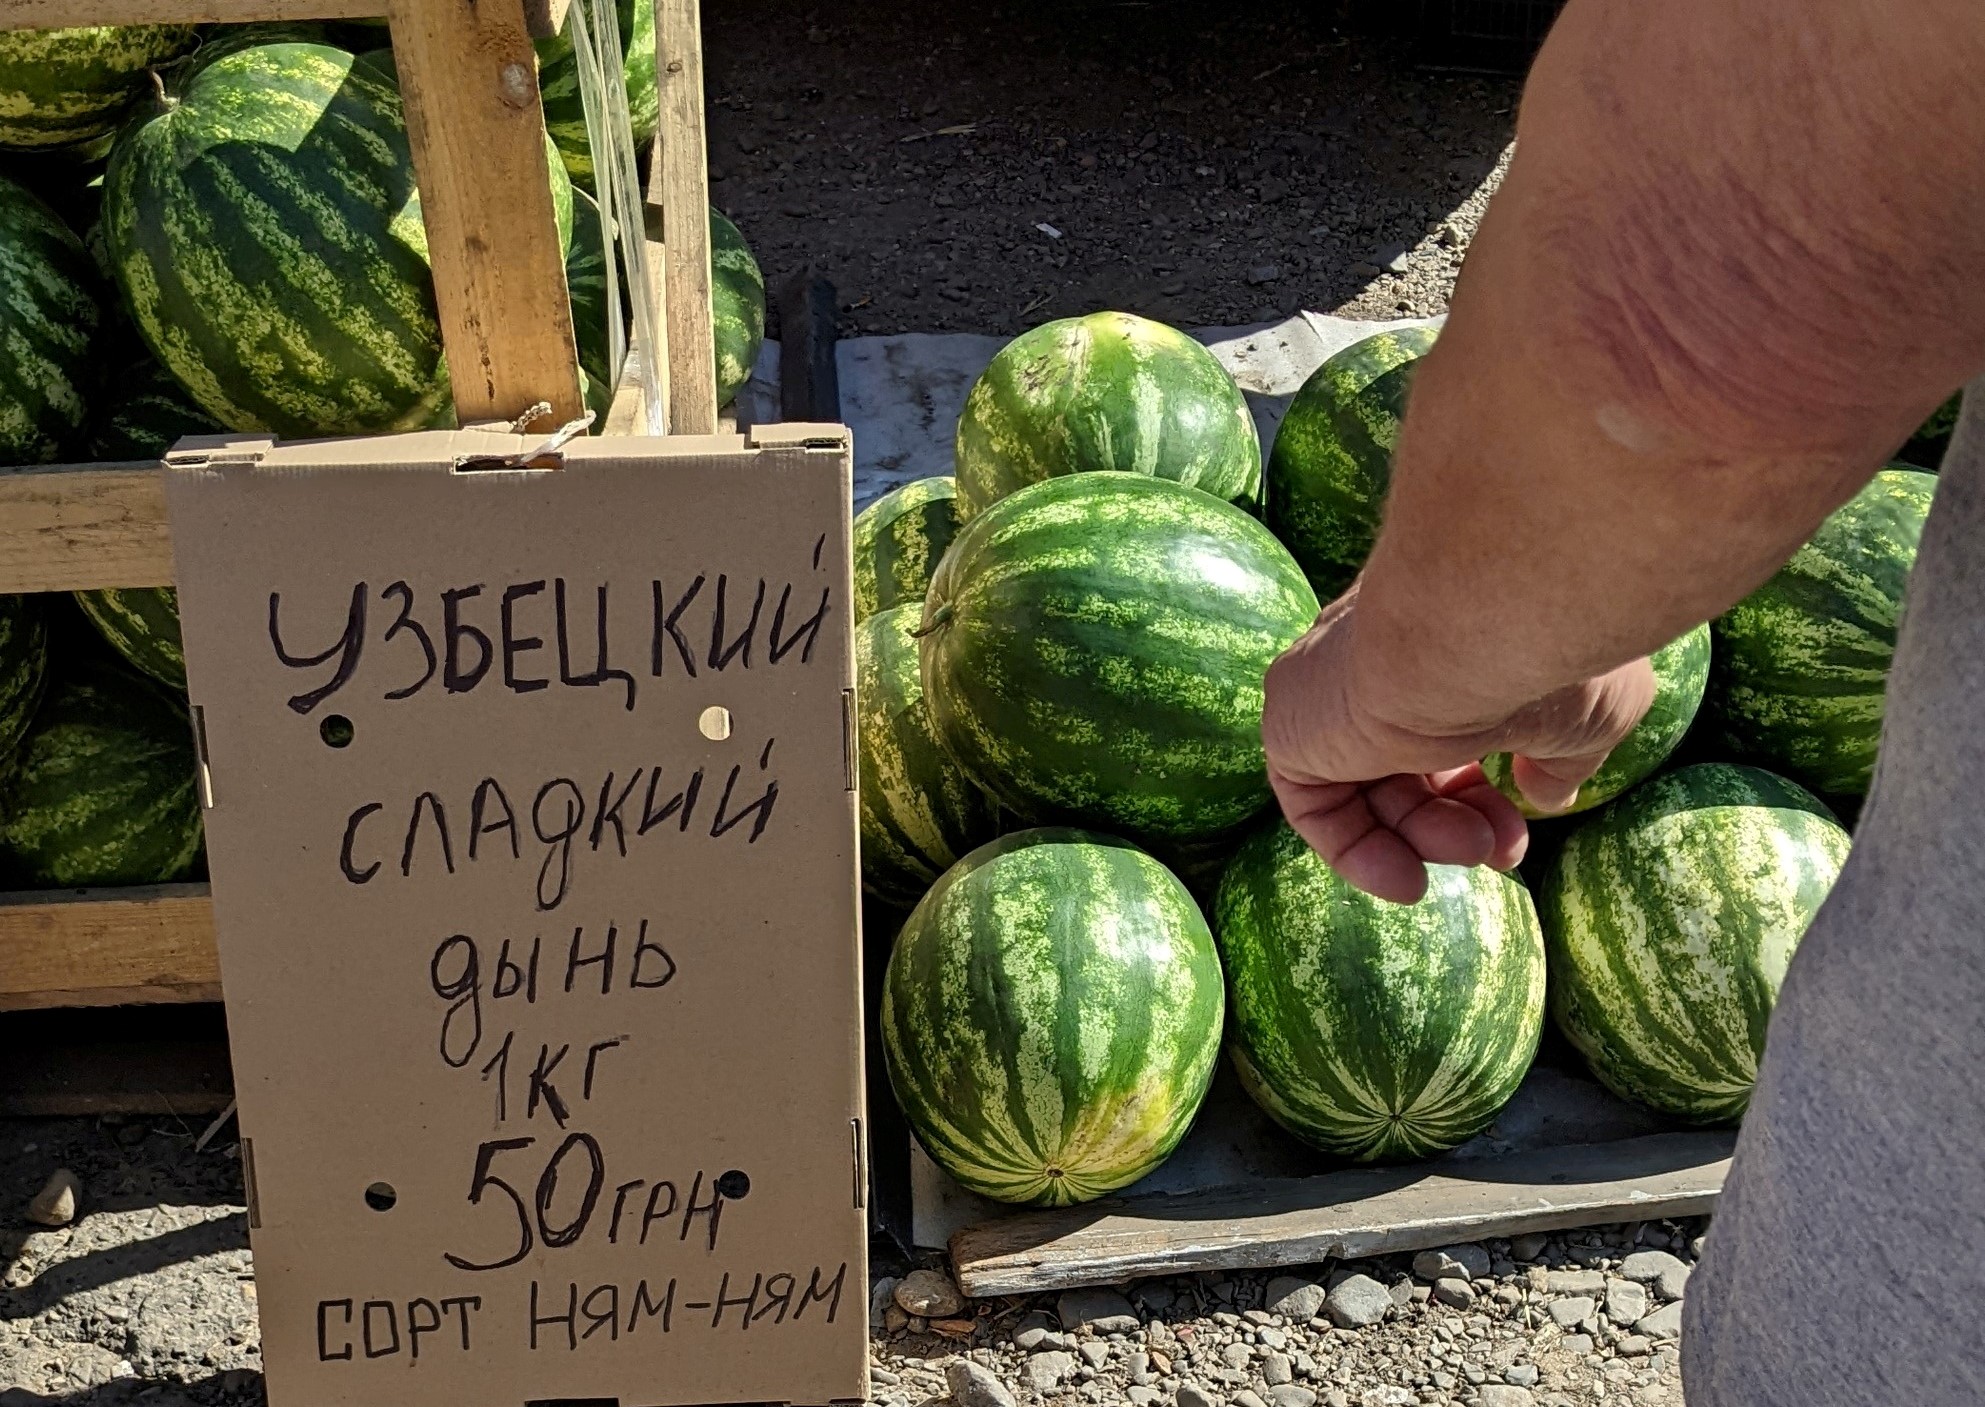 УЗБЕЦКИЙ
СЛАДКИЙ
ДЫНЬ
1КГ
50ГРН
СОРТ НЯМ-НЯМ